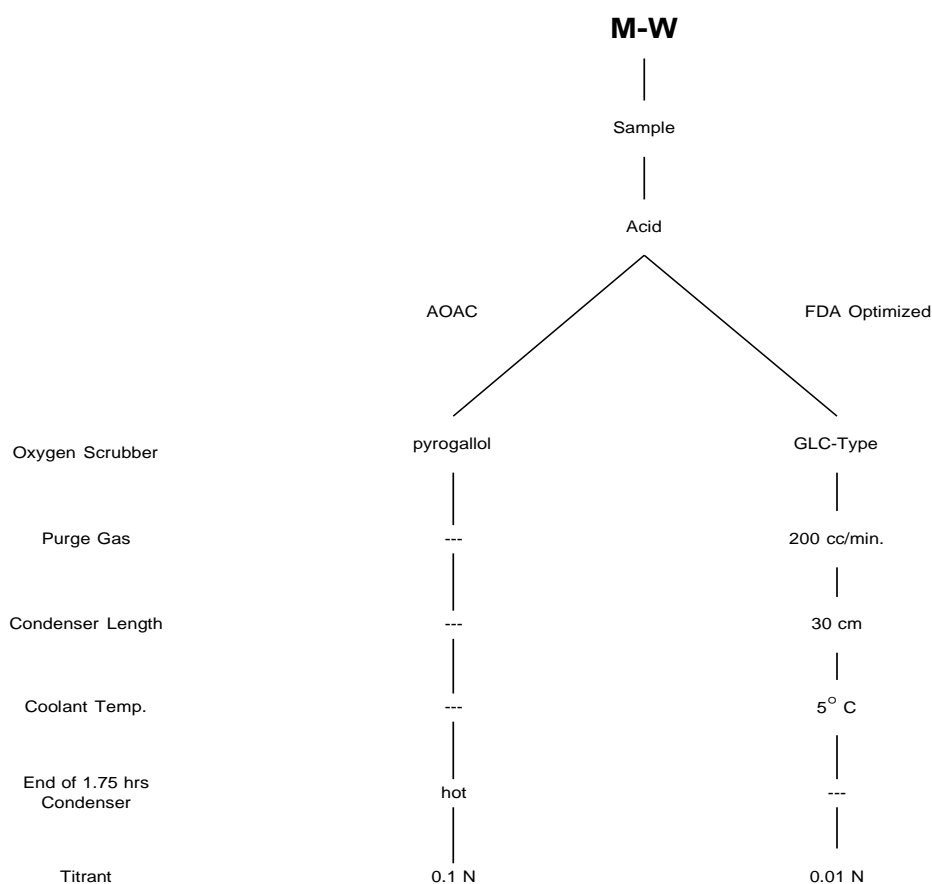 M-W
Sample
Acid
AOAC
FDA Optimized
Oxygen Scrubber
pyrogallol
GLC-Type
Purge Gas
---
200 cc/min.
Condenser Length
---
30 cm
Coolant Temp.
---
5° C
End of 1.75 hrs
Condenser
hot
---
Titrant
0.1 N
0.01 N